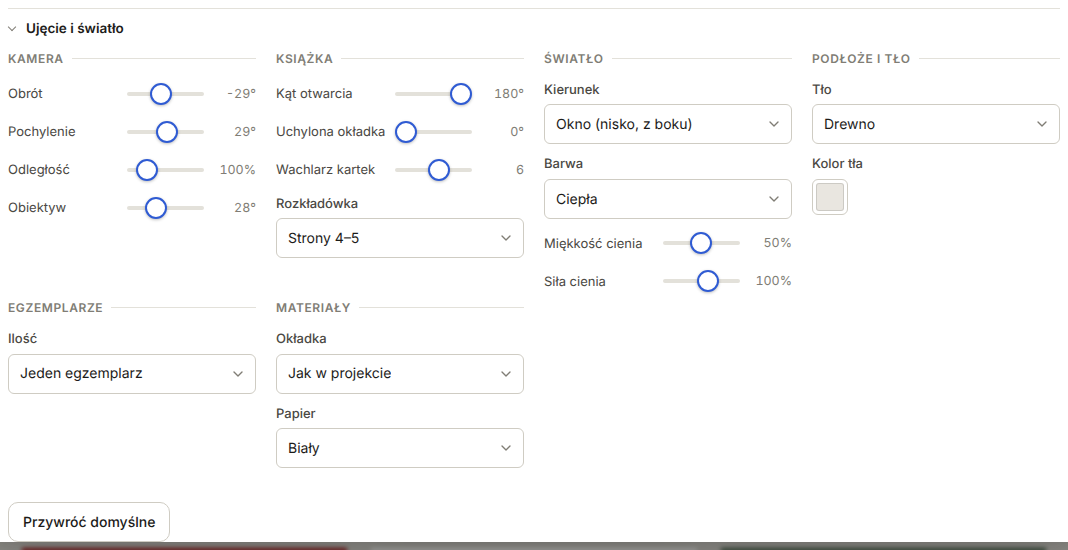 Ujęcie i światło
KAMERA
Obrót -29°
Pochylenie 29°
Odległość 100%
Obiektyw 28°
KSIĄŻKA
Kąt otwarcia 180°
Uchylona okładka 0°
Wachlarz kartek 6
Rozkładówka
Strony 4–5
ŚWIATŁO
Kierunek
Okno (nisko, z boku)
Barwa
Ciepła
Miękkość cienia 50%
Siła cienia 100%
PODŁOŻE I TŁO
Tło
Drewno
Kolor tła
EGZEMPLARZE
Ilość
Jeden egzemplarz
MATERIAŁY
Okładka
Jak w projekcie
Papier
Biały
Przywróć domyślne